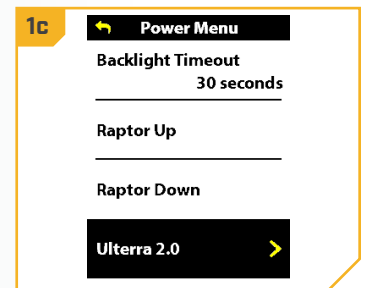 1c
Power Menu
Backlight Timeout
30 seconds
Raptor Up
Raptor Down
Ulterra 2.0